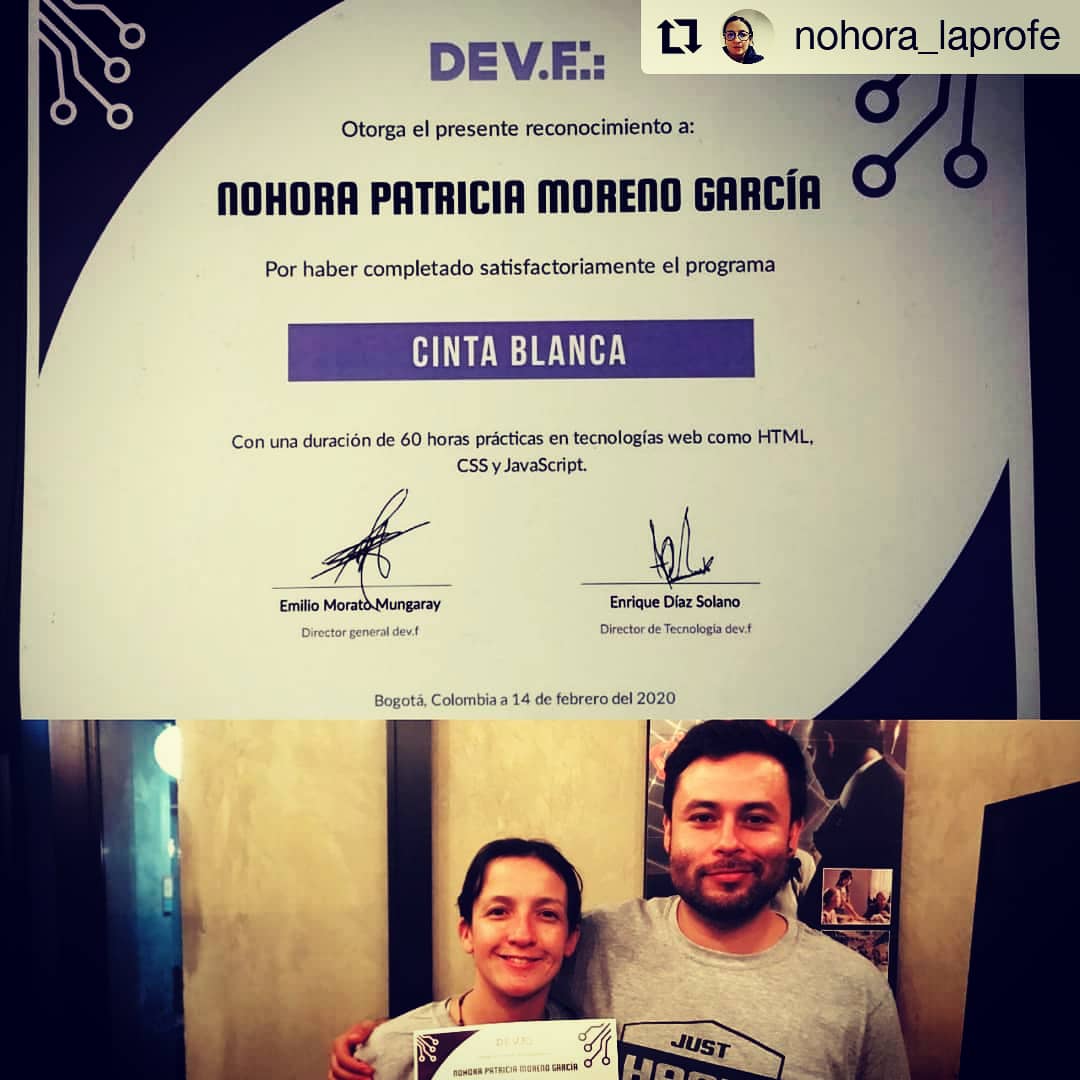 nohora_laprofe
DEV.F.:
Otorga el presente reconocimiento a:
NOHORA PATRICIA MORENO GARCÍA
Por haber completado satisfactoriamente el programa
CINTA BLANCA
Con una duración de 60 horas prácticas en tecnologías web como HTML,
CSS y JavaScript.
Emilio Morato Mungaray
Enrique Díaz Solano
Director general dev.f
Director de Tecnología dev.f
Bogotá, Colombia a 14 de febrero del 2020
DEV.F.:
NOHORA PATRICIA MORENO GARCÍA
JUST